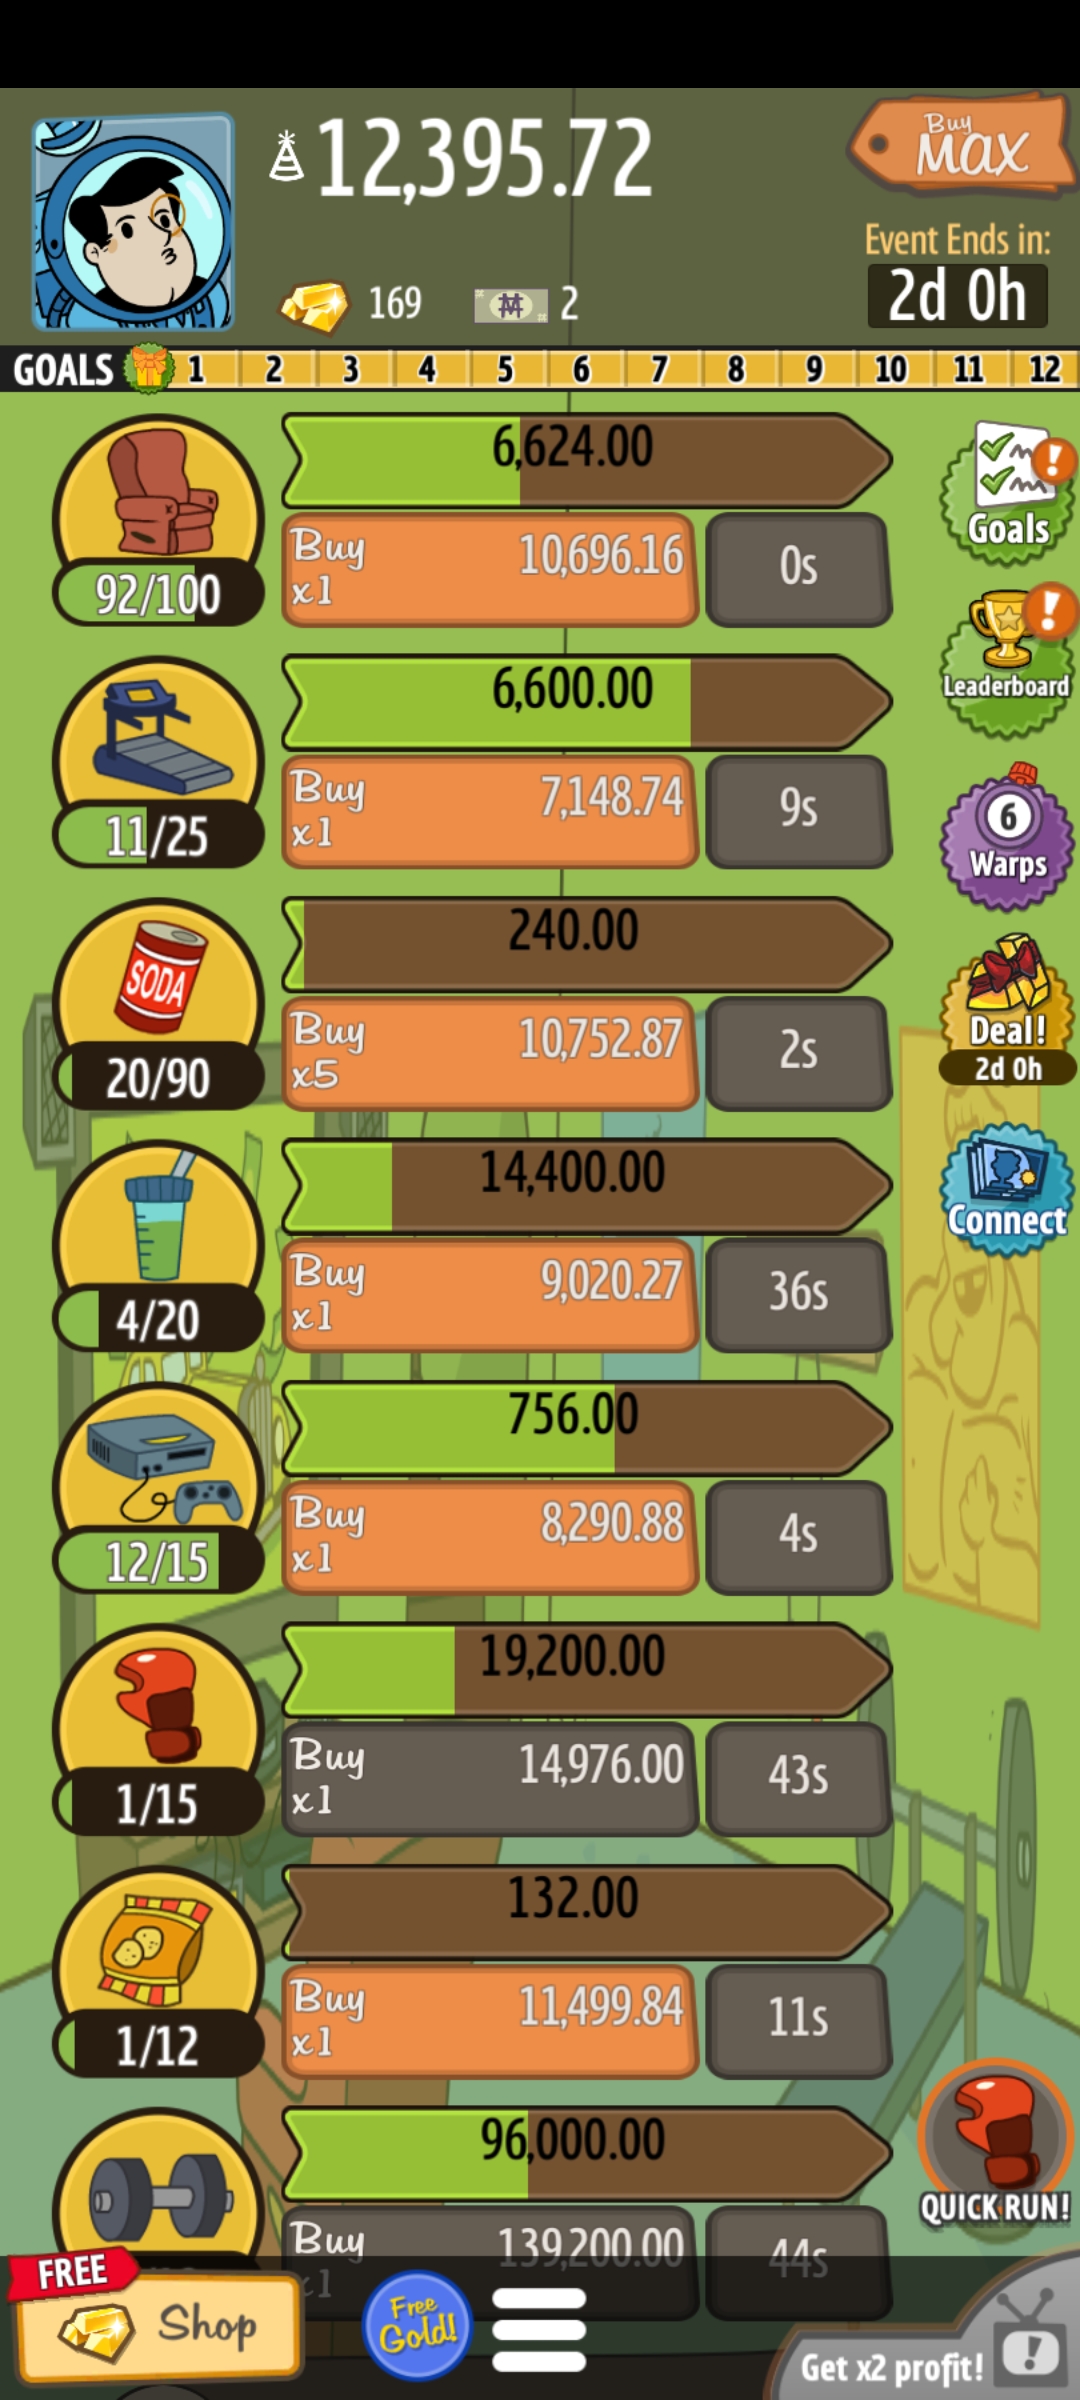 12,395.72
Buy
MAX
Event Ends in:
2d 0h
169
2
GOALS 1 2 3 4 5 6 7 8 9 10 11 12
6,624.00
Buy
x1
10,696.16
0s
92/100
Goals
6,600.00
Buy
x1
7,148.74
9s
11/25
Leaderboard
6
Warps
240.00
SODA
Buy
x5
10,752.87
2s
20/90
Deal!
2d 0h
14,400.00
Buy
x1
9,020.27
36s
4/20
Connect
756.00
Buy
x1
8,290.88
4s
12/15
19,200.00
Buy
x1
14,976.00
43s
1/15
132.00
Buy
x1
11,499.84
11s
1/12
96,000.00
Buy
x1
139,200.00
44s
QUICK RUN!
FREE
Shop
Free
Gold!
Get x2 profit!